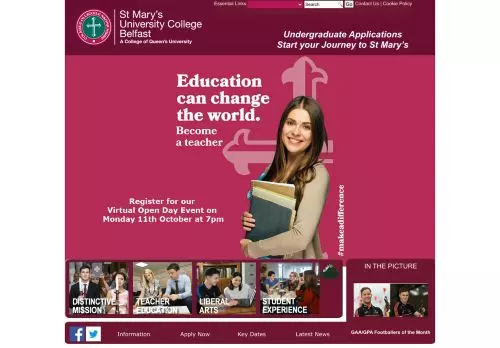 Essential Links
Search
Go
Contact Us | Cookie Policy
St Mary's
University College
Belfast
A College of Queen's University
Undergraduate Applications
Start your Journey to St Mary's
Education
can change
the world.
Become
a teacher
Register for our
Virtual Open Day Event on
Monday 11th October at 7pm
#makeadifference
DISTINCTIVE
MISSION
TEACHER
EDUCATION
LIBERAL
ARTS
STUDENT
EXPERIENCE
IN THE PICTURE
GAA/GPA Footballers of the Month
Information
Apply Now
Key Dates
Latest News